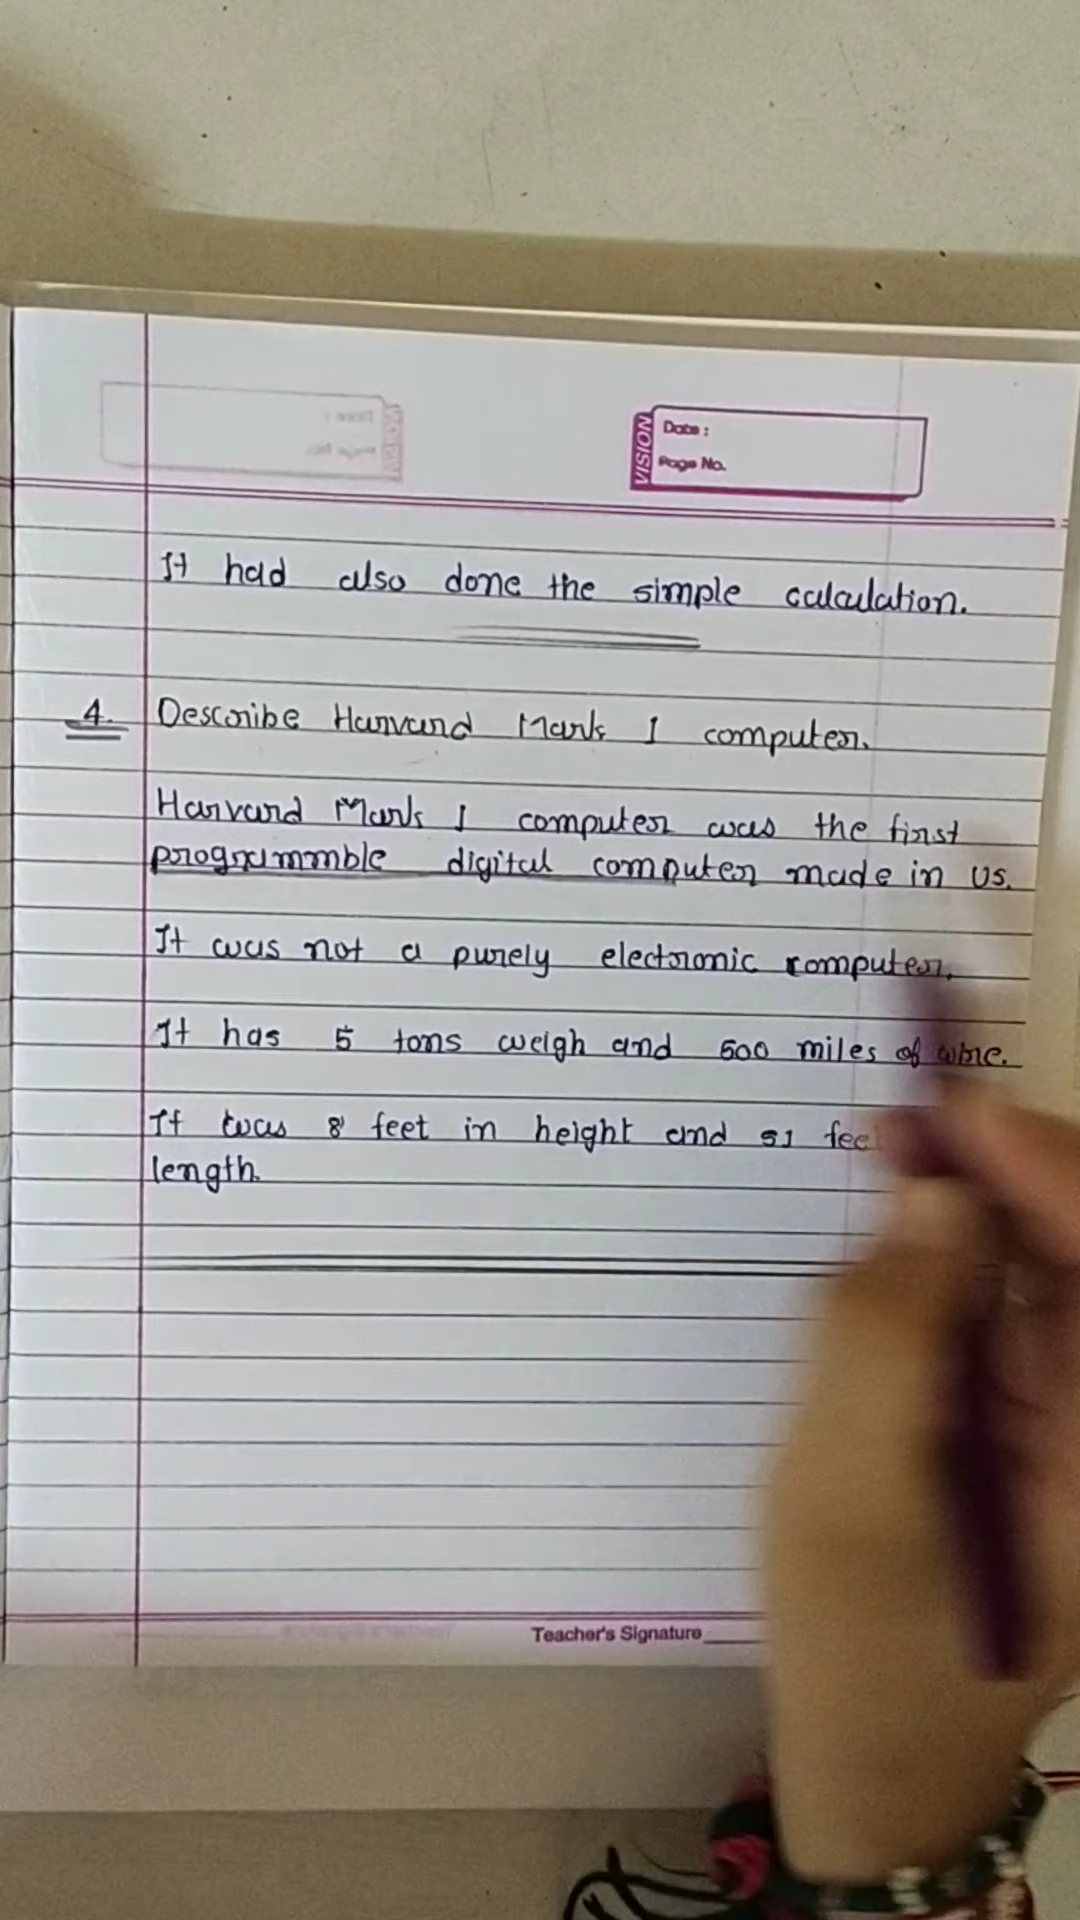 VISION
Date :
Page No.
It had also done the simple calculation.
4. Describe Harvard Mark I computer.
Harvard Mark I computer was the first
programmble digital computer made in US.
It was not a purely electronic computer.
It has 5 tons weigh and 500 miles of wire.
It was 8 feet in height and 51 fee
length.
Teacher's Signature